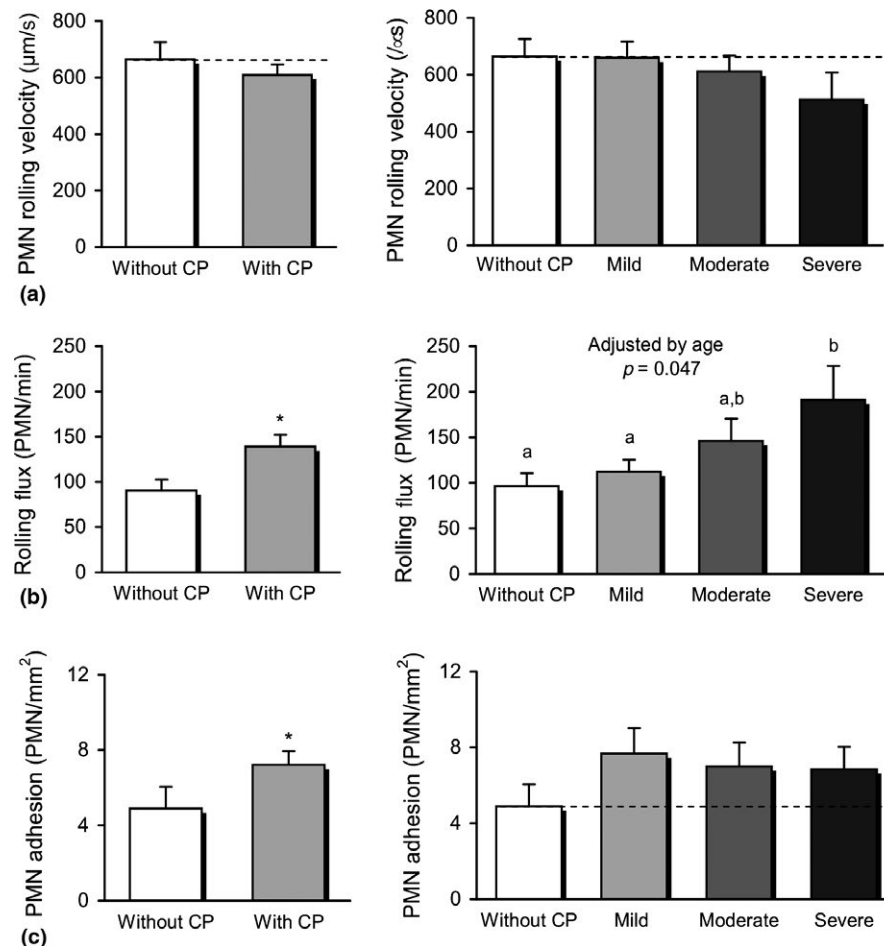 PMN rolling velocity (µm/s)
800
600
400
200
0
Without CP
With CP
(a)
PMN rolling velocity (/αs)
800
600
400
200
0
Without CP
Mild
Moderate
Severe
Rolling flux (PMN/min)
250
200
150
100
50
0
*
Without CP
With CP
(b)
Rolling flux (PMN/min)
250
200
150
100
50
0
Adjusted by age
p = 0.047
a
a
a,b
b
Without CP
Mild
Moderate
Severe
PMN adhesion (PMN/mm²)
12
8
4
0
*
Without CP
With CP
(c)
PMN adhesion (PMN/mm²)
12
8
4
0
Without CP
Mild
Moderate
Severe